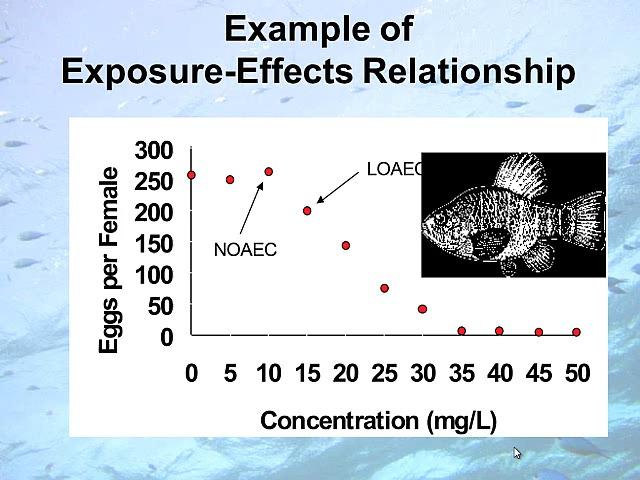 Example of
Exposure-Effects Relationship
300
250
200
150
100
50
0
Eggs per Female
LOAEC
NOAEC
0 5 10 15 20 25 30 35 40 45 50
Concentration (mg/L)